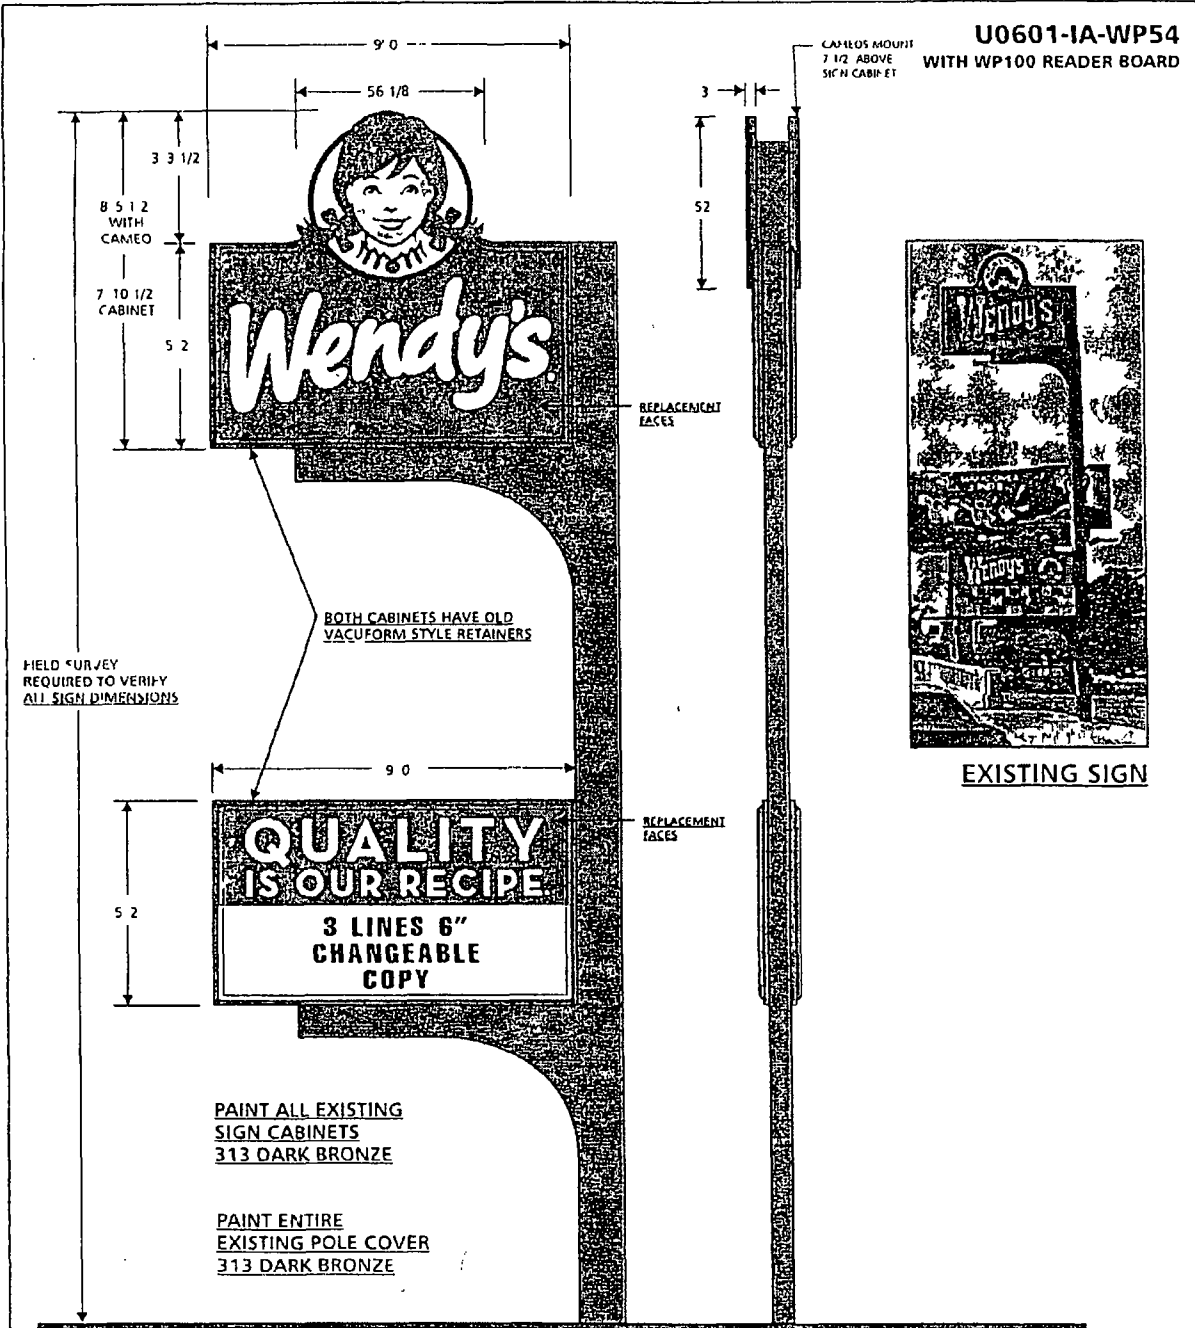 U0601-IA-WP54
WITH WP100 READER BOARD
9' 0
56 1/8
3 3 1/2
8 5 1 2
WITH
CAMEO
7 10 1/2
CABINET
5 2
CAMEOS MOUNT
7 1/2 ABOVE
SIGN CABINET
3
52
Wendy's
REPLACEMENT
FACES
Wendy's
Wendy's
EXISTING SIGN
BOTH CABINETS HAVE OLD
VACUFORM STYLE RETAINERS
FIELD SURVEY
REQUIRED TO VERIFY
ALL SIGN DIMENSIONS
9 0
5 2
QUALITY
IS OUR RECIPE
3 LINES 6"
CHANGEABLE
COPY
REPLACEMENT
FACES
PAINT ALL EXISTING
SIGN CABINETS
313 DARK BRONZE
PAINT ENTIRE
EXISTING POLE COVER
313 DARK BRONZE